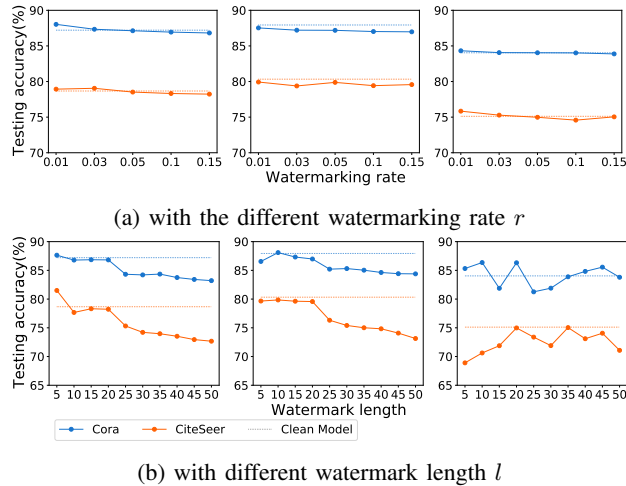 Testing accuracy(%)
90
85
80
75
70
0.01 0.03 0.05 0.1 0.15
90
85
80
75
70
0.01 0.03 0.05 0.1 0.15
90
85
80
75
70
0.01 0.03 0.05 0.1 0.15
Watermarking rate
(a) with the different watermarking rate r
Testing accuracy(%)
90
85
80
75
70
65
5 10 15 20 25 30 35 40 45 50
90
85
80
75
70
65
5 10 15 20 25 30 35 40 45 50
90
85
80
75
70
65
5 10 15 20 25 30 35 40 45 50
Watermark length
Cora CiteSeer Clean Model
(b) with different watermark length l